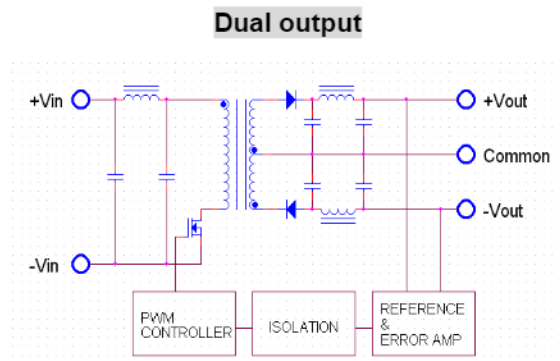 Dual output
+Vin
+Vout
Common
-Vout
-Vin
PWM
CONTROLLER
ISOLATION
REFERENCE
&
ERROR AMP